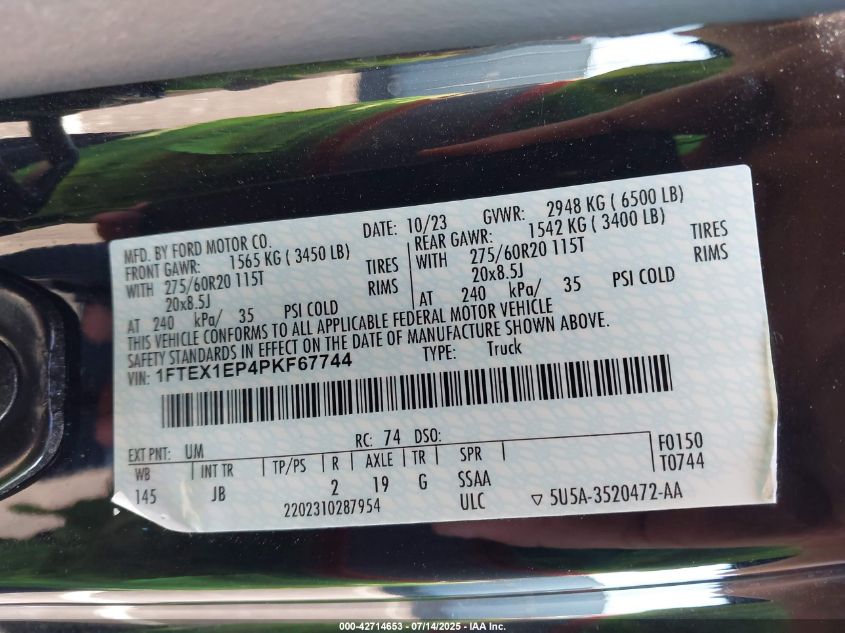 MFD. BY FORD MOTOR CO. DATE: 10/23 GVWR: 2948 KG ( 6500 LB)
FRONT GAWR: 1565 KG ( 3450 LB) REAR GAWR: 1542 KG ( 3400 LB)
WITH 275/60R20 115T TIRES WITH 275/60R20 115T TIRES
20x8.5J RIMS 20x8.5J RIMS
AT 240 kPa/ 35 PSI COLD AT 240 kPa/ 35 PSI COLD
THIS VEHICLE CONFORMS TO ALL APPLICABLE FEDERAL MOTOR VEHICLE
SAFETY STANDARDS IN EFFECT ON THE DATE OF MANUFACTURE SHOWN ABOVE.
VIN: 1FTEX1EP4PKF67744 TYPE: Truck
EXT PNT: UM RC: 74 DSO: F0150
WB INT TR TP/PS R AXLE TR SPR T0744
145 JB 2 19 G SSAA
2202310287954 ULC ▽ 5U5A-3520472-AA
000-42714653 - 07/14/2025 - IAA Inc.